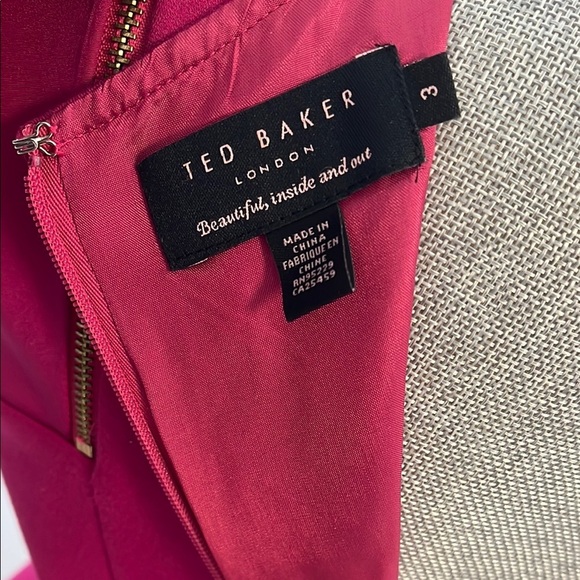 TED BAKER
LONDON
Beautiful, inside and out
3
MADE IN
CHINA
FABRIQUE EN
CHINE
RN95229
CA25459